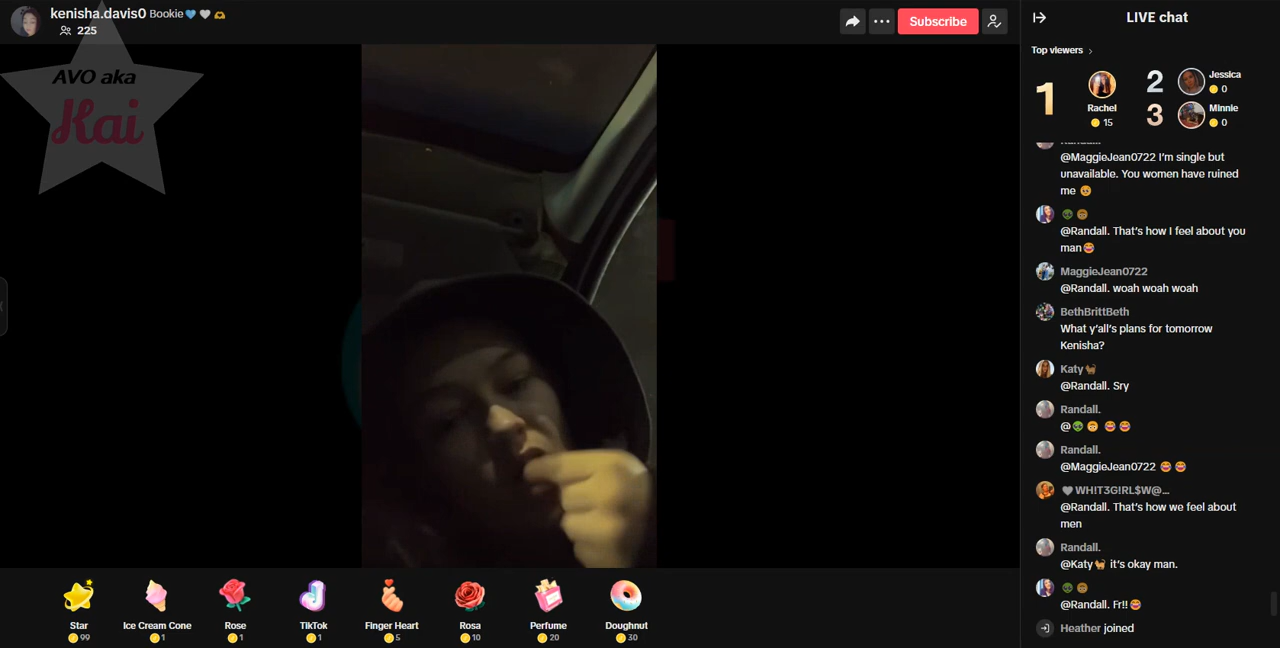 kenisha.davis0 Bookie💙🤍🫶
225
Subscribe
AVO aka
Kai
LIVE chat
Top viewers >
1
Rachel
15
2
Jessica
0
3
Minnie
0
@MaggieJean0722 I'm single but
unavailable. You women have ruined
me 😡
👽 🙃
@Randall. That's how I feel about you
man😂
MaggieJean0722
@Randall. woah woah woah
BethBrittBeth
What y'all's plans for tomorrow
Kenisha?
Katy🐈
@Randall. Sry
Randall.
@👽 🙃 😂 😂
Randall.
@MaggieJean0722 😂 😂
🤍WH!T3G!RL$W@...
@Randall. That's how we feel about
men
Randall.
@Katy🐈 it's okay man.
👽 🙃
@Randall. Fr!!😂
Heather joined
Star
99
Ice Cream Cone
1
Rose
1
TikTok
1
Finger Heart
5
Rosa
10
Perfume
20
Doughnut
30